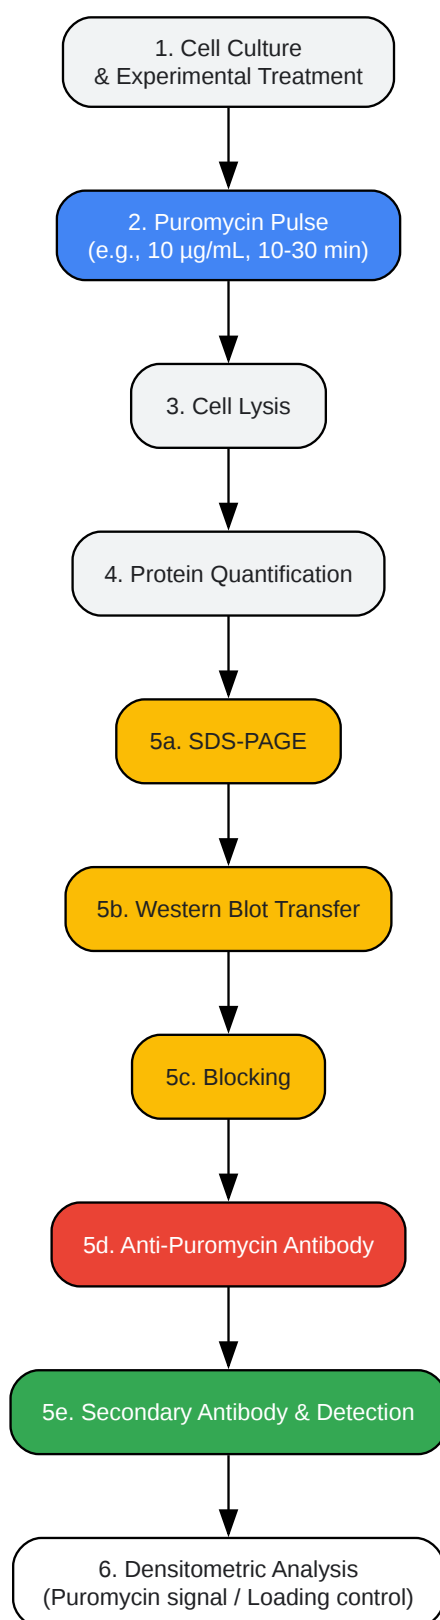 1. Cell Culture
& Experimental Treatment
2. Puromycin Pulse
(e.g., 10 µg/mL, 10-30 min)
3. Cell Lysis
4. Protein Quantification
5a. SDS-PAGE
5b. Western Blot Transfer
5c. Blocking
5d. Anti-Puromycin Antibody
5e. Secondary Antibody & Detection
6. Densitometric Analysis
(Puromycin signal / Loading control)